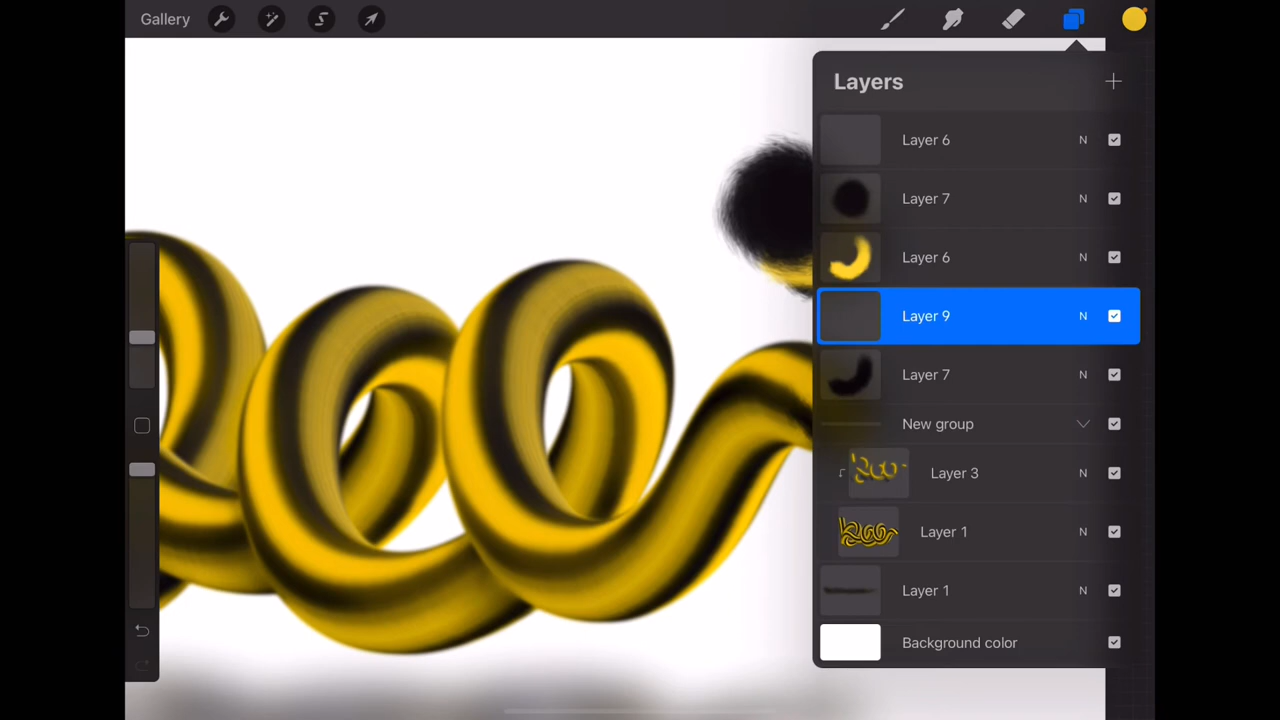 Gallery
Layers
Layer 6 N
Layer 7 N
Layer 6 N
Layer 9 N
Layer 7 N
New group
Layer 3 N
Layer 1 N
Layer 1 N
Background color